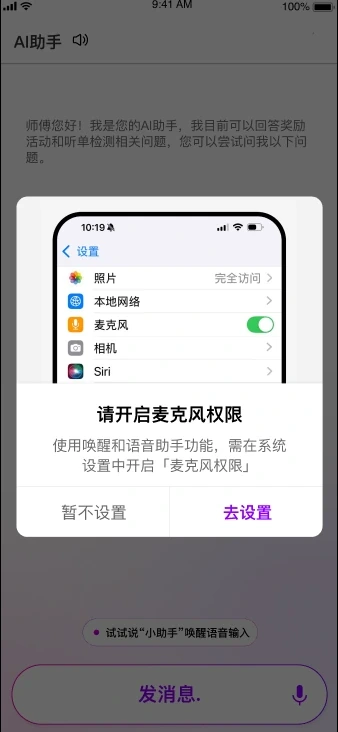 9:41 AM
100%
AI助手
师傅您好！我是您的AI助手，我目前可以回答奖励
活动和听单检测相关问题，您可以尝试问我以下问
题。
10:19
设置
照片 完全访问
本地网络
麦克风
相机
Siri
请开启麦克风权限
使用唤醒和语音助手功能，需在系统
设置中开启「麦克风权限」
暂不设置 去设置
试试说“小助手”唤醒语音输入
发消息.